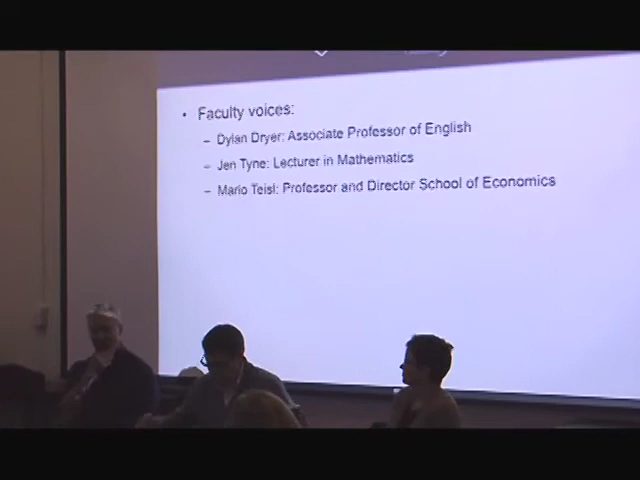 • Faculty voices:
– Dylan Dryer: Associate Professor of English
– Jen Tyne: Lecturer in Mathematics
– Mario Teisl: Professor and Director School of Economics